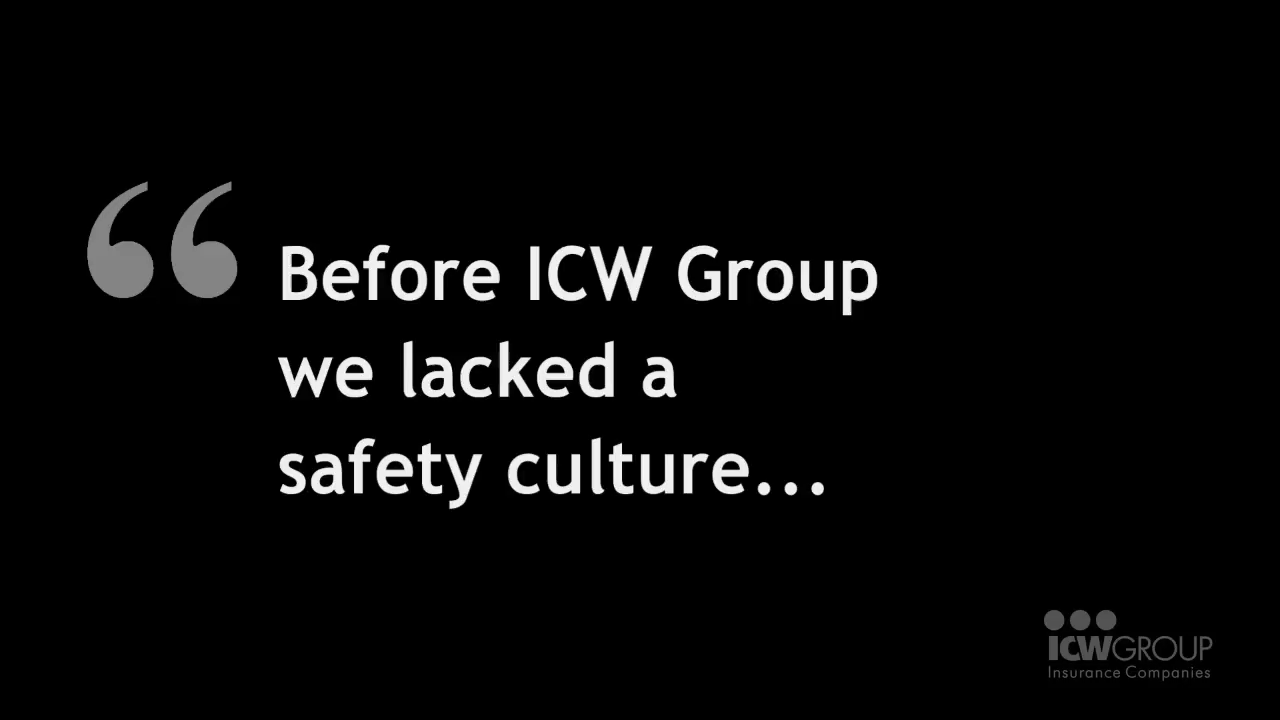 “
Before ICW Group
we lacked a
safety culture...
ICWGROUP
Insurance Companies